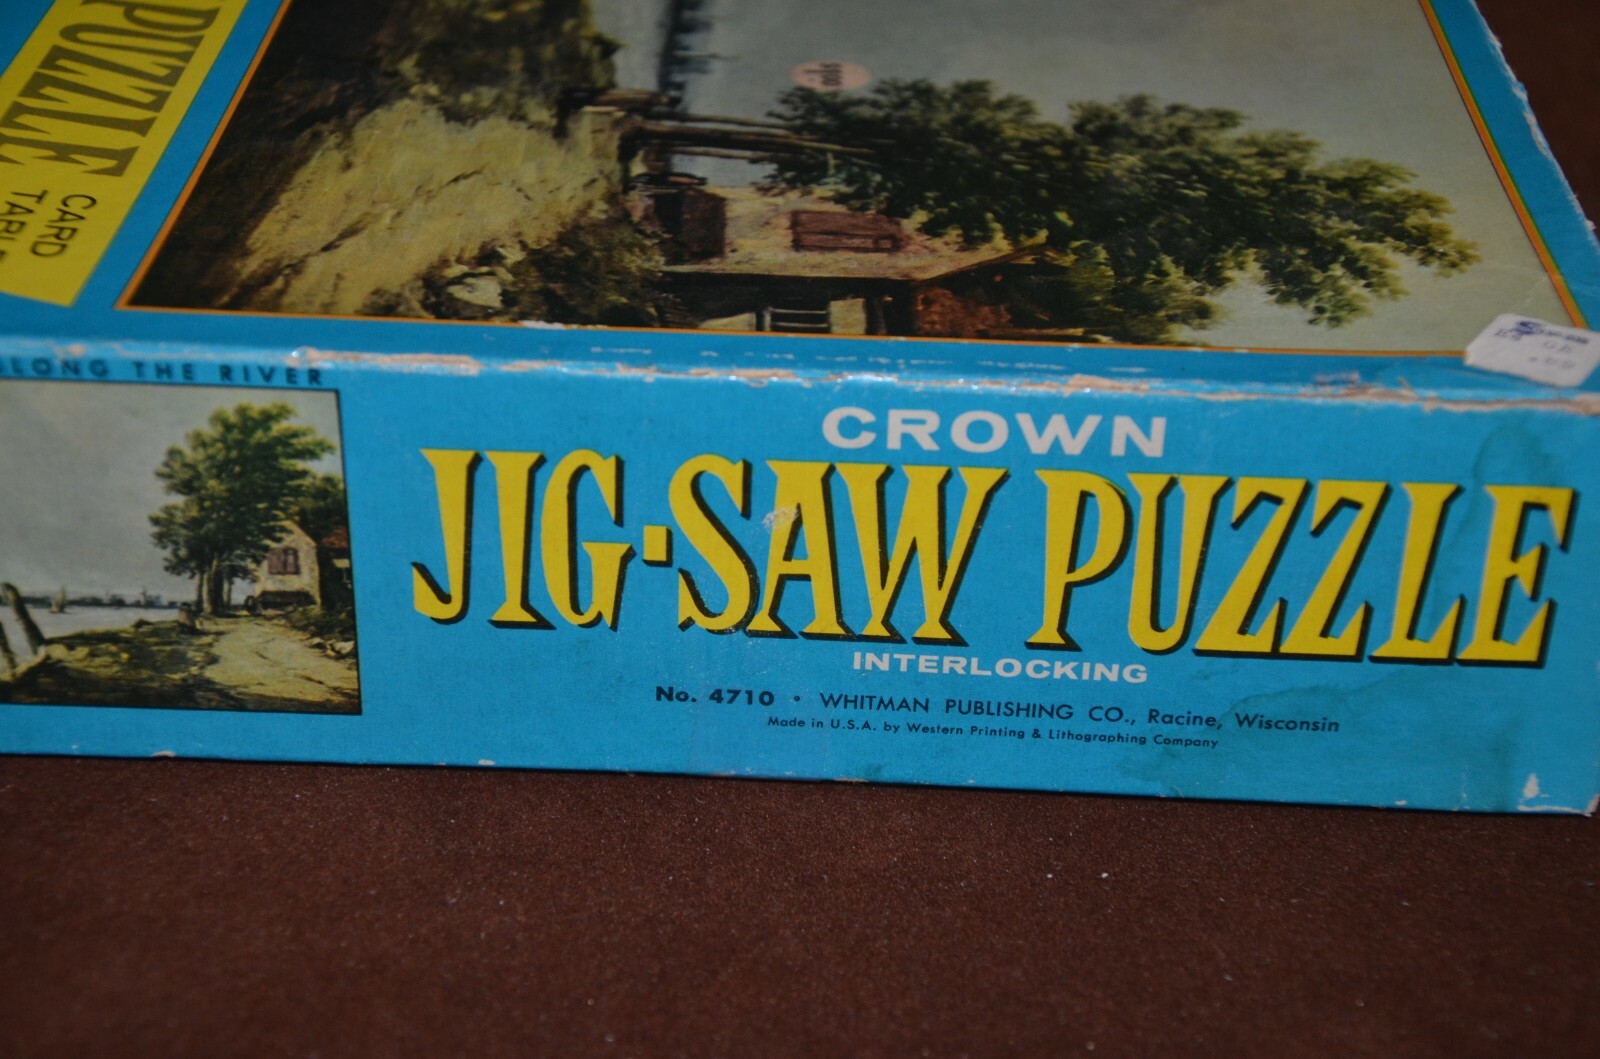 PUZZLE
CARD
ALONG THE RIVER
CROWN
JIG-SAW PUZZLE
INTERLOCKING
No. 4710 • WHITMAN PUBLISHING CO., Racine, Wisconsin
Made in U.S.A. by Western Printing & Lithographing Company